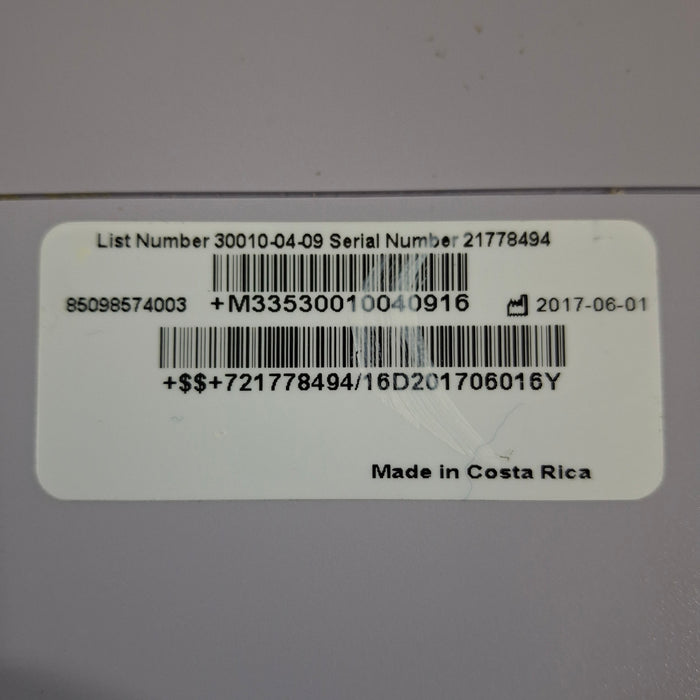 List Number 30010-04-09 Serial Number 21778494
85098574003 +M33530010040916 2017-06-01
+$$+721778494/16D201706016Y
Made in Costa Rica